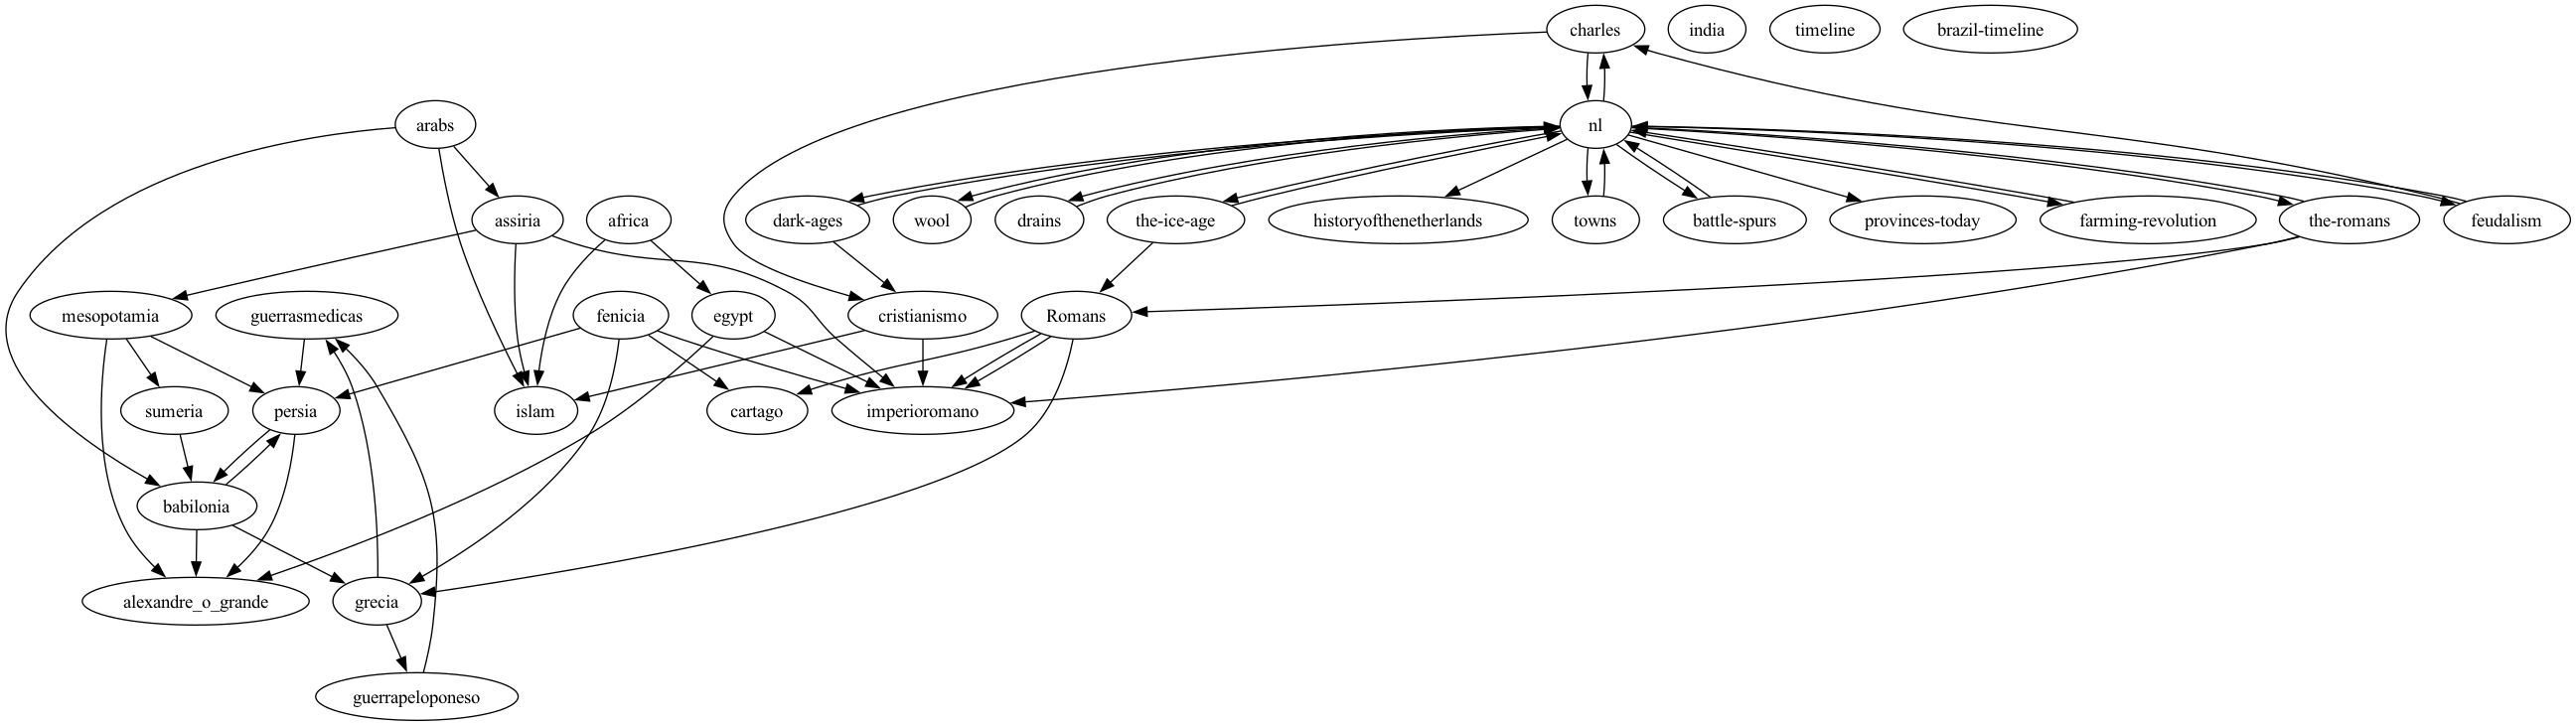 charles
india
timeline
brazil-timeline
arabs
nl
assiria
africa
dark-ages
wool
drains
the-ice-age
historyofthenetherlands
towns
battle-spurs
provinces-today
farming-revolution
the-romans
feudalism
mesopotamia
guerrasmedicas
fenicia
egypt
cristianismo
Romans
sumeria
persia
islam
cartago
imperioromano
babilonia
alexandre_o_grande
grecia
guerrapeloponeso